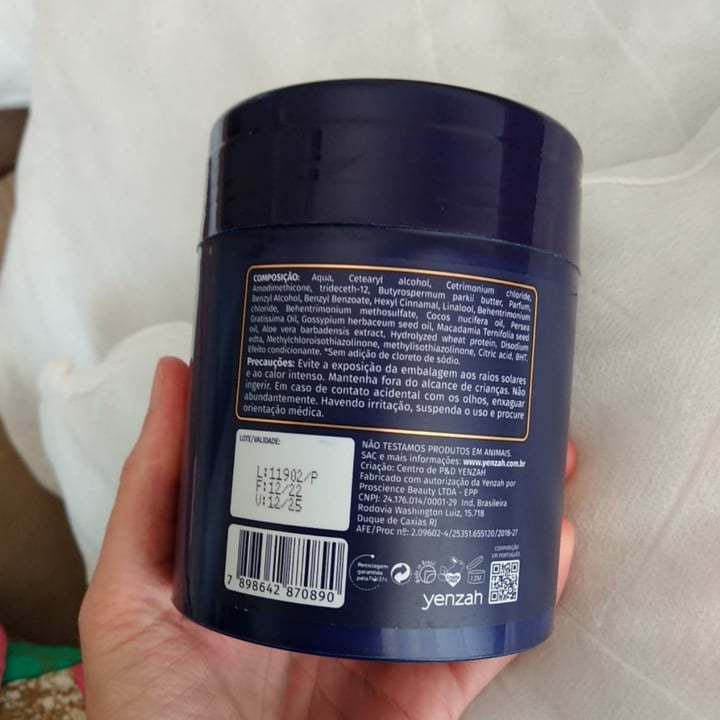 COMPOSIÇÃO: Aqua, Cetearyl alcohol, Cetrimonium chloride,
Amodimethicone, trideceth-12, Butyrospermum parkii butter, Parfum,
Benzyl Alcohol, Benzyl Benzoate, Hexyl Cinnamal, Linalool, Behentrimonium
chloride, Behentrimonium methosulfate, Cocos nucifera oil, Persea
Gratissima Oil, Gossypium herbaceum seed oil, Macadamia Ternifolia seed
oil, Aloe vera barbadensis extract, Hydrolyzed wheat protein, Disodium
edta, Methylchloroisothiazolinone, methylisothiazolinone, Citric acid, BHT.
Efeito condicionante. *Sem adição de cloreto de sódio.
Precauções: Evite a exposição da embalagem aos raios solares
e ao calor intenso. Mantenha fora do alcance de crianças. Não
ingerir. Em caso de contato acidental com os olhos, enxaguar
abundantemente. Havendo irritação, suspenda o uso e procure
orientação médica.
LOTE/VALIDADE:
L:11902/P
F:12/22
V:12/25
NÃO TESTAMOS PRODUTOS EM ANIMAIS.
SAC e mais informações: www.yenzah.com.br
Criação: Centro de P&D YENZAH
Fabricado com autorização da Yenzah por
Proscience Beauty LTDA - EPP
CNPJ: 24.176.014/0001-29 Ind. Brasileira
Rodovia Washington Luiz, 15.718
Duque de Caxias RJ
AFE/Proc nº: 2.09602-4/25351.655120/2018-27
7 898642 870890
Reciclagem
garantida
pela POLEN
12M
COMPOSIÇÃO
EM PORTUGUÊS
yenzah